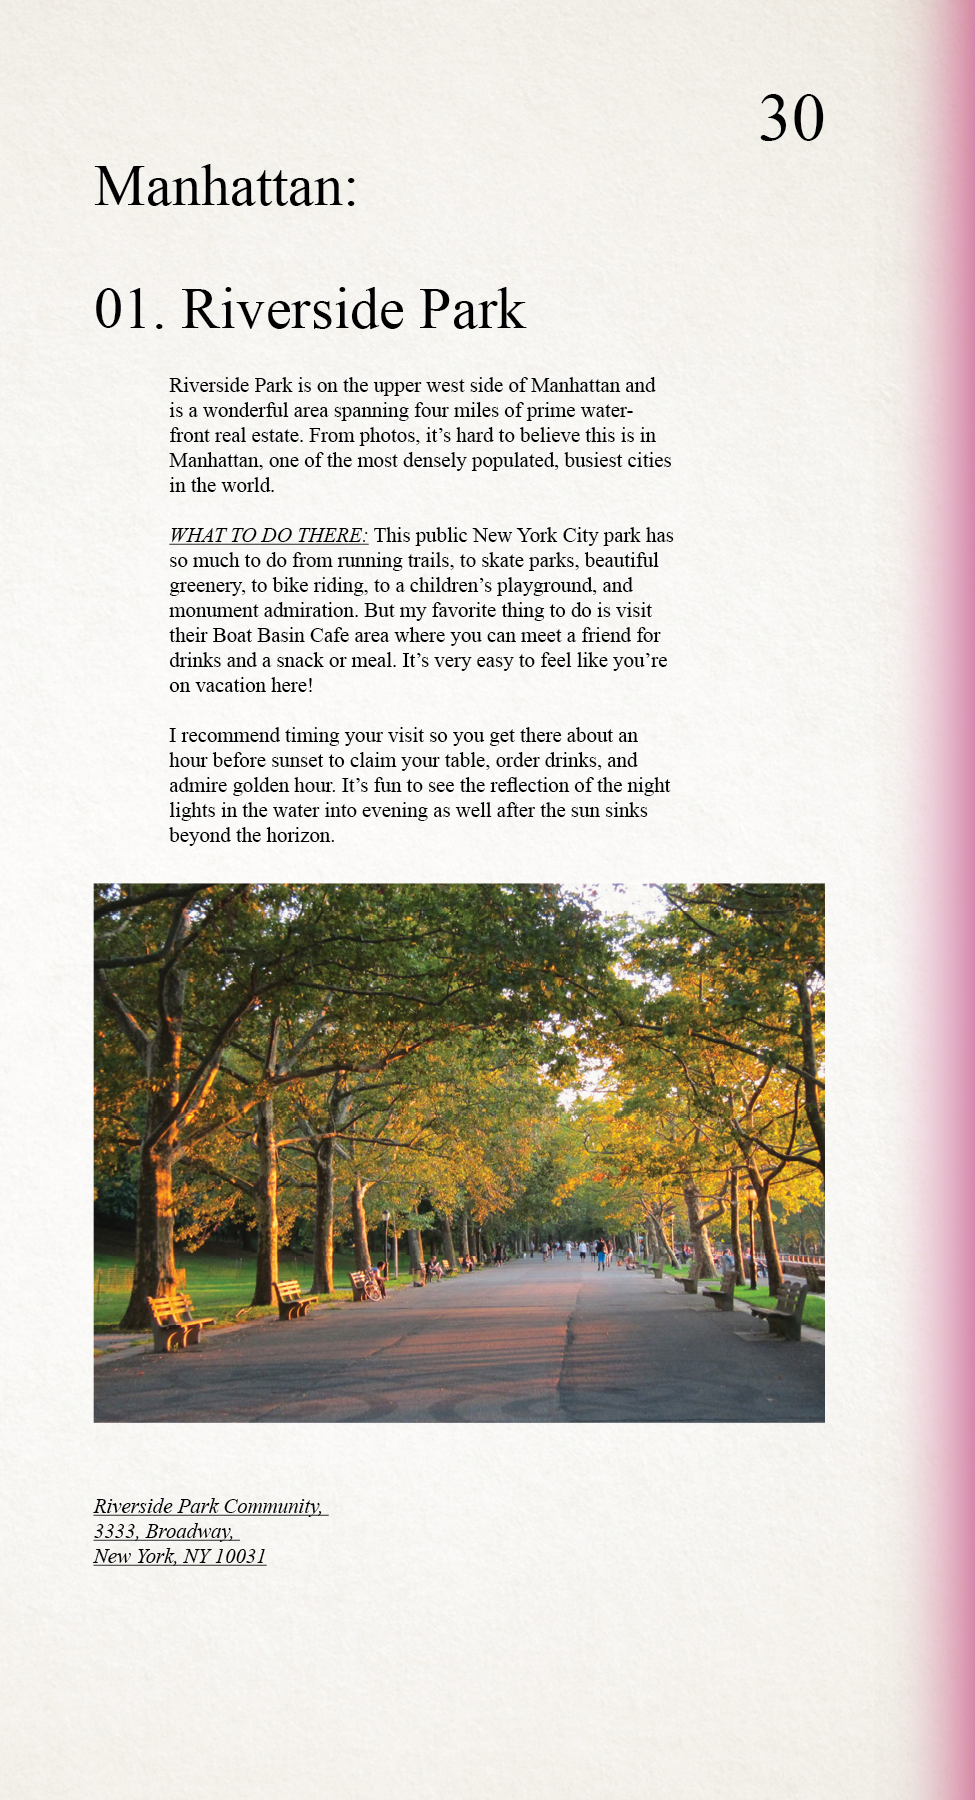 30
Manhattan:
01. Riverside Park
Riverside Park is on the upper west side of Manhattan and
is a wonderful area spanning four miles of prime water-
front real estate. From photos, it’s hard to believe this is in
Manhattan, one of the most densely populated, busiest cities
in the world.
WHAT TO DO THERE: This public New York City park has
so much to do from running trails, to skate parks, beautiful
greenery, to bike riding, to a children’s playground, and
monument admiration. But my favorite thing to do is visit
their Boat Basin Cafe area where you can meet a friend for
drinks and a snack or meal. It’s very easy to feel like you’re
on vacation here!
I recommend timing your visit so you get there about an
hour before sunset to claim your table, order drinks, and
admire golden hour. It’s fun to see the reflection of the night
lights in the water into evening as well after the sun sinks
beyond the horizon.
Riverside Park Community,
3333, Broadway,
New York, NY 10031